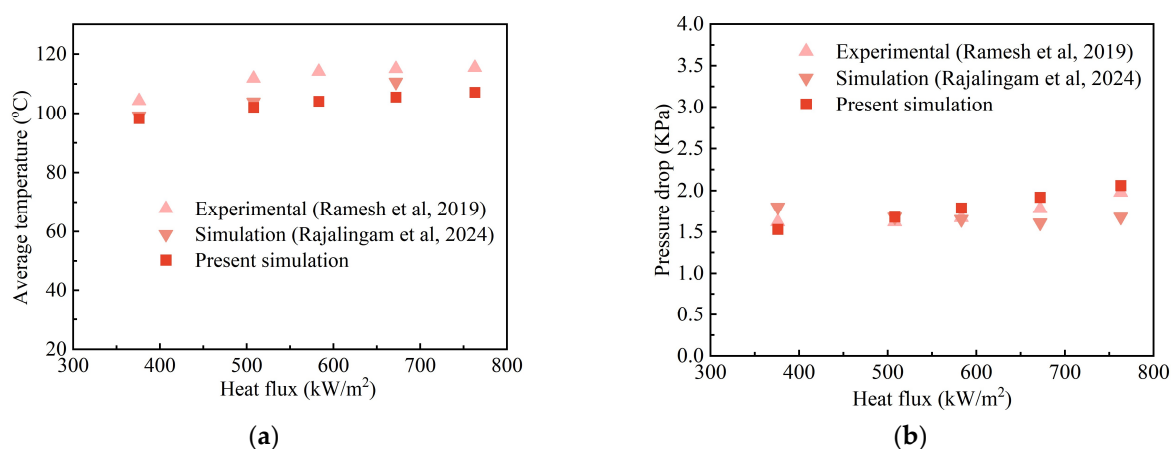 120
100
80
60
40
20
300 400 500 600 700 800
Average temperature (ºC)
Heat flux (kW/m²)
Experimental (Ramesh et al, 2019)
Simulation (Rajalingam et al, 2024)
Present simulation
(a)
4.0
3.5
3.0
2.5
2.0
1.5
1.0
0.5
0.0
300 400 500 600 700 800
Pressure drop (KPa)
Heat flux (kW/m²)
Experimental (Ramesh et al, 2019)
Simulation (Rajalingam et al, 2024)
Present simulation
(b)